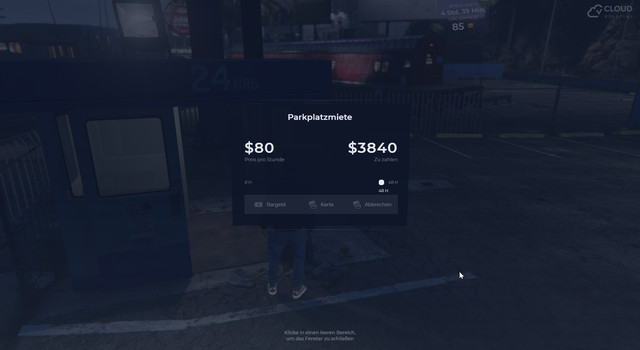 CLOUD
4 Std. 39 Min
85
24 HRS
Parkplatzmiete
$80
$3840
Preis pro Stunde
Zu zahlen
48 H
48 H
Bargeld
Karte
Abbrechen
Klicke in einen leeren Bereich,
um das Fenster zu schließen